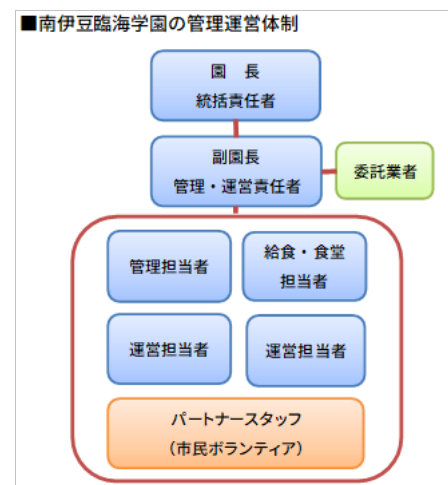 ■南伊豆臨海学園の管理運営体制
園　長
統括責任者
副園長
管理・運営責任者
委託業者
管理担当者
給食・食堂
担当者
運営担当者
運営担当者
パートナースタッフ
（市民ボランティア）